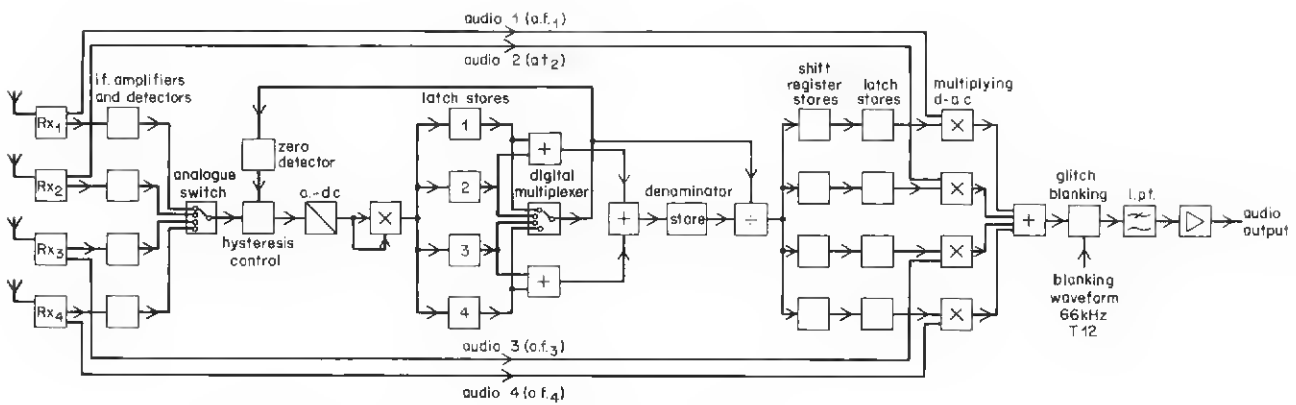 audio 1 (a.f.1)
audio 2 (a.f.2)
i.f. amplifiers
and detectors
Rx1
Rx2
Rx3
Rx4
analogue
switch
zero
detector
hysteresis
control
a.-d c
×
latch stores
1
2
3
4
+
+
digital
multiplexer
+
denominator
store
÷
shift
register
stores
latch
stores
multiplying
d-a.c
×
×
×
×
+
glitch
blanking
l.p.f.
audio
output
blanking
waveform
66kHz
T12
audio 3 (a.f.3)
audio 4 (a.f.4)